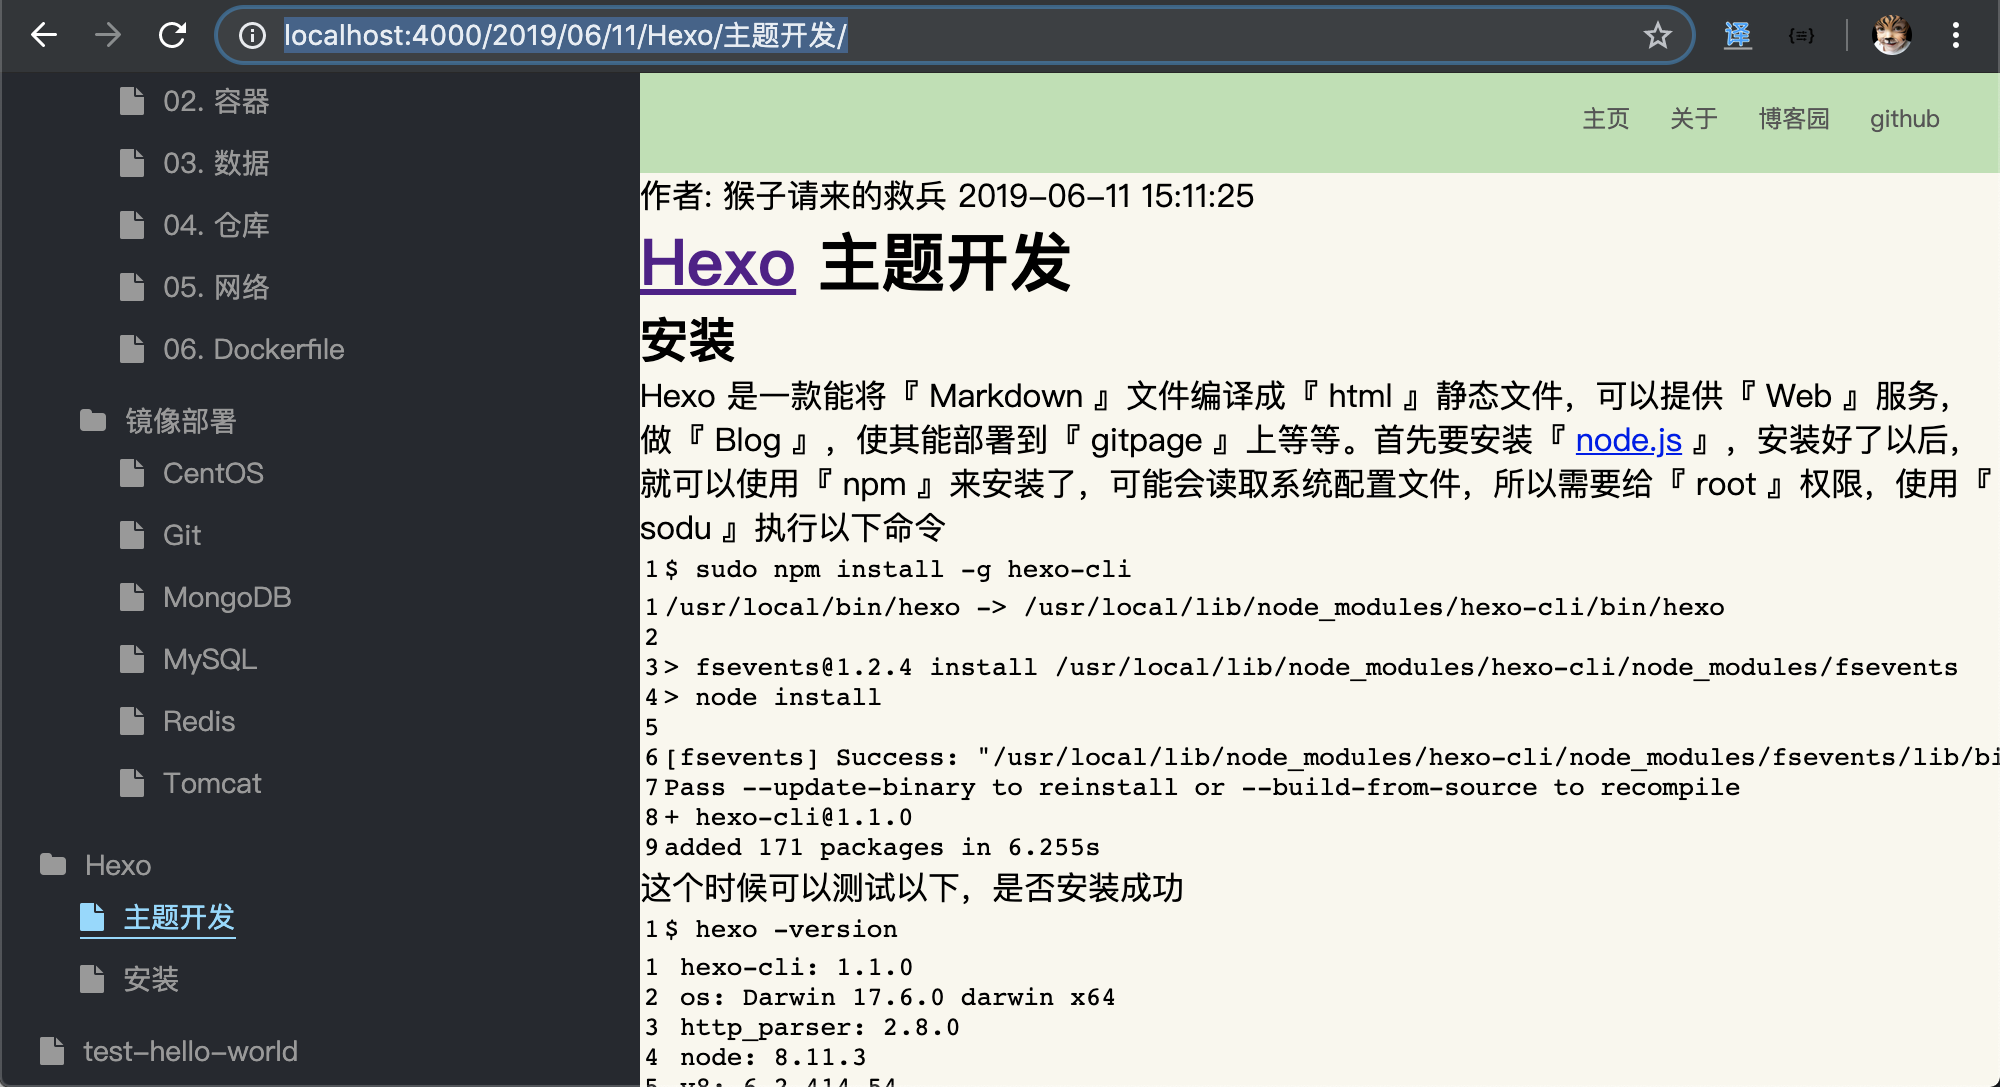 localhost:4000/2019/06/11/Hexo/主题开发/
译
02. 容器
03. 数据
04. 仓库
05. 网络
06. Dockerfile
镜像部署
CentOS
Git
MongoDB
MySQL
Redis
Tomcat
Hexo
主题开发
安装
test-hello-world
主页 关于 博客园 github
作者: 猴子请来的救兵 2019-06-11 15:11:25
Hexo 主题开发
安装
Hexo 是一款能将『 Markdown 』文件编译成『 html 』静态文件，可以提供『 Web 』服务，
做『 Blog 』，使其能部署到『 gitpage 』上等等。首先要安装『 node.js 』，安装好了以后，
就可以使用『 npm 』来安装了，可能会读取系统配置文件，所以需要给『 root 』权限，使用『
sodu 』执行以下命令
1 $ sudo npm install -g hexo-cli
1 /usr/local/bin/hexo -> /usr/local/lib/node_modules/hexo-cli/bin/hexo
2
3 > fsevents@1.2.4 install /usr/local/lib/node_modules/hexo-cli/node_modules/fsevents
4 > node install
5
6 [fsevents] Success: "/usr/local/lib/node_modules/hexo-cli/node_modules/fsevents/lib/bi
7 Pass --update-binary to reinstall or --build-from-source to recompile
8 + hexo-cli@1.1.0
9 added 171 packages in 6.255s
这个时候可以测试以下，是否安装成功
1 $ hexo -version
1 hexo-cli: 1.1.0
2 os: Darwin 17.6.0 darwin x64
3 http_parser: 2.8.0
4 node: 8.11.3
5 v8: 6.2.414.54